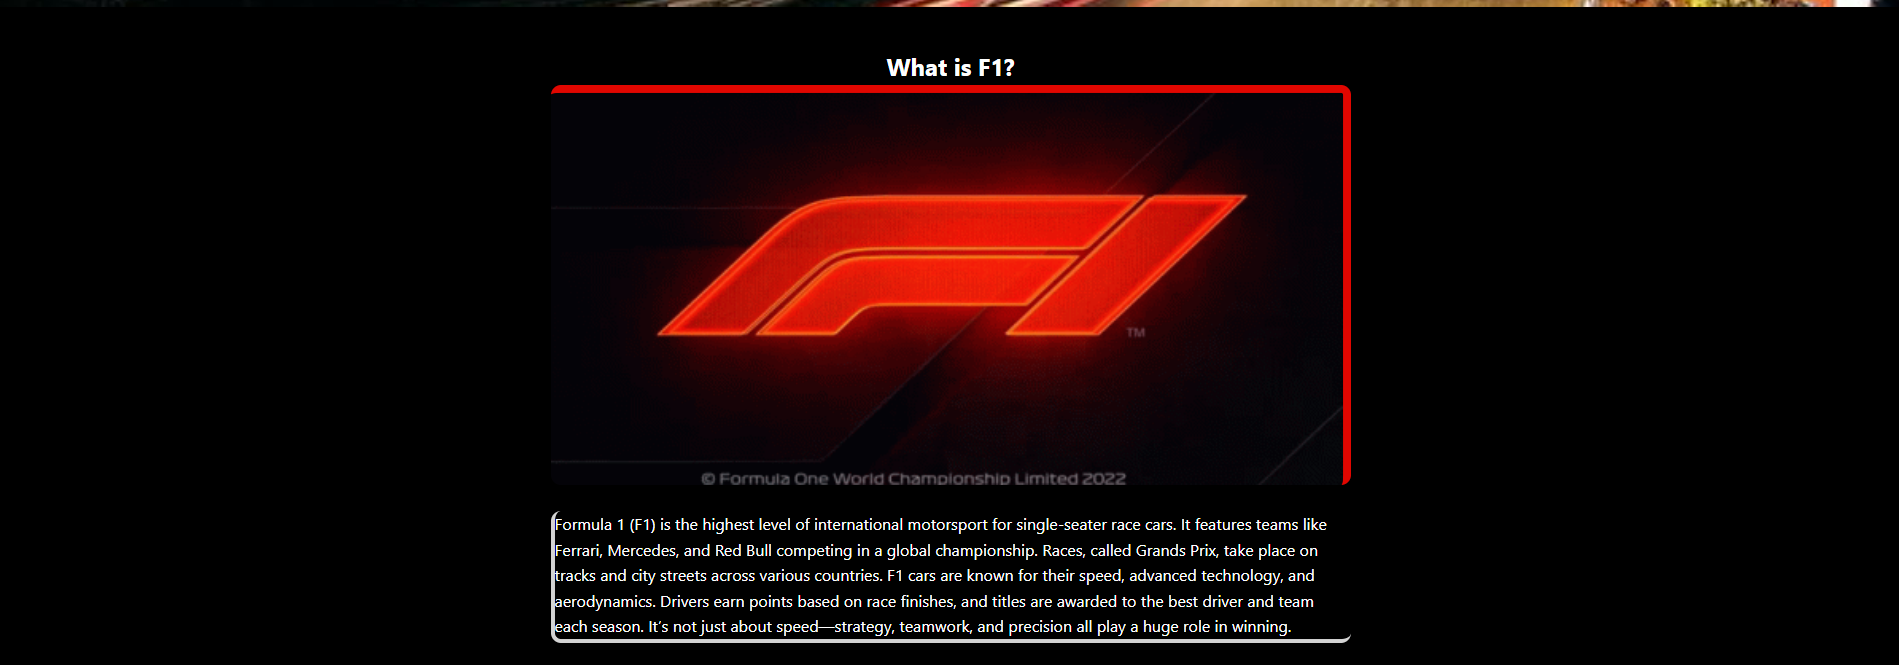 What is F1?
F1
TM
© Formula One World Championship Limited 2022
Formula 1 (F1) is the highest level of international motorsport for single-seater race cars. It features teams like
Ferrari, Mercedes, and Red Bull competing in a global championship. Races, called Grands Prix, take place on
tracks and city streets across various countries. F1 cars are known for their speed, advanced technology, and
aerodynamics. Drivers earn points based on race finishes, and titles are awarded to the best driver and team
each season. It's not just about speed—strategy, teamwork, and precision all play a huge role in winning.